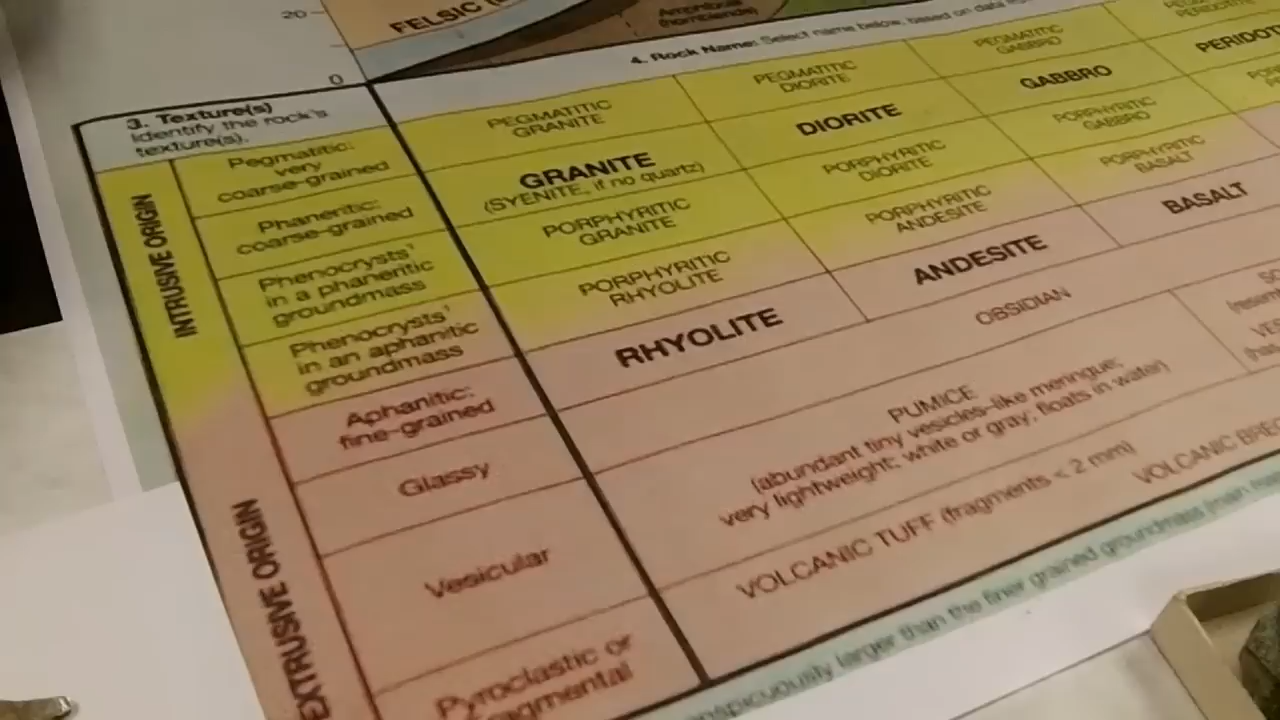 20
FELSIC
Amphibole
(hornblende)
0
4. Rock Name: Select name below, based on data
3. Texture(s)
Identify the rock's
texture(s).
INTRUSIVE ORIGIN
EXTRUSIVE ORIGIN
Pegmatitic:
very
coarse-grained
PEGMATITIC
GRANITE
PEGMATITIC
DIORITE
PEGMATITIC
GABBRO
Phaneritic:
coarse-grained
GRANITE
(SYENITE, if no quartz)
DIORITE
GABBRO
Phenocrysts'
in a phaneritic
groundmass
PORPHYRITIC
GRANITE
PORPHYRITIC
DIORITE
PORPHYRITIC
GABBRO
Phenocrysts'
in an aphanitic
groundmass
PORPHYRITIC
RHYOLITE
PORPHYRITIC
ANDESITE
PORPHYRITIC
BASALT
Aphanitic:
fine-grained
RHYOLITE
ANDESITE
BASALT
Glassy
OBSIDIAN
Vesicular
PUMICE
(abundant tiny vesicles-like meringue;
very lightweight; white or gray; floats in water)
Pyroclastic or
VOLCANIC TUFF (fragments < 2 mm)
VOLCANIC
larger than the finer grained groundmass